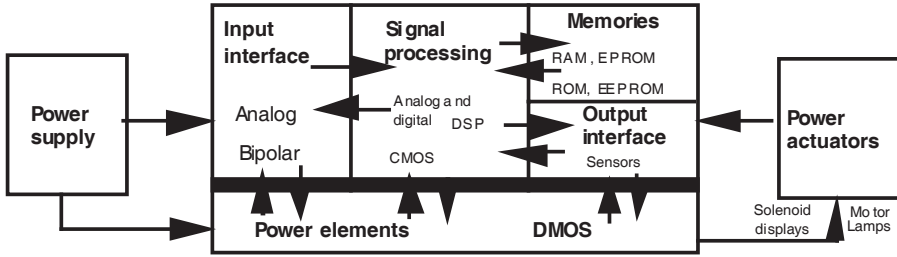 Power
supply
Input
interface
Analog
Bipolar
Signal
processing
Analog and
digital
DSP
CMOS
Memories
RAM, EPROM
ROM, EEPROM
Output
interface
Sensors
Power elements
DMOS
Power
actuators
Solenoid
displays
Motor
Lamps